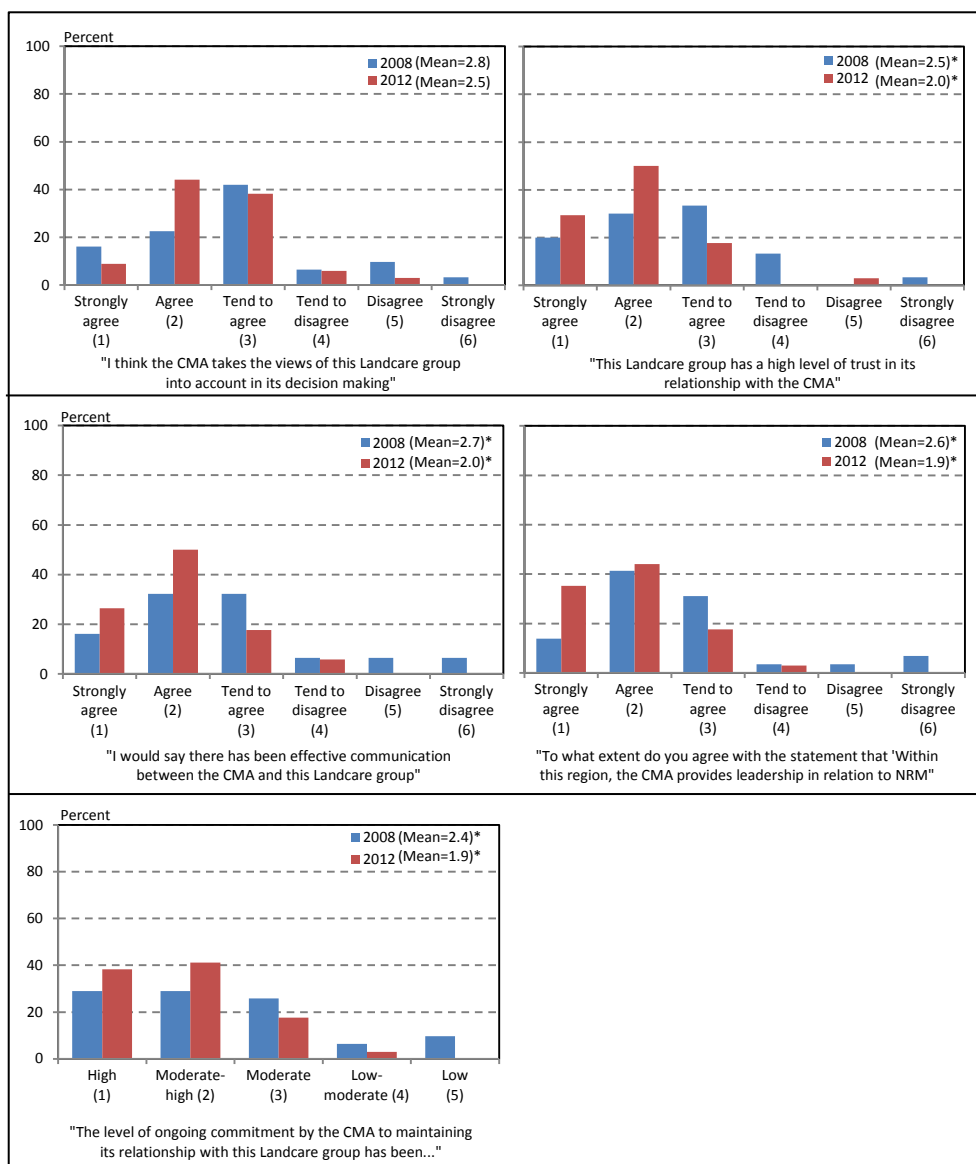 Percent
100
80
60
40
20
0
2008 (Mean=2.8)
2012 (Mean=2.5)
Strongly agree (1)
Agree (2)
Tend to agree (3)
Tend to disagree (4)
Disagree (5)
Strongly disagree (6)
"I think the CMA takes the views of this Landcare group
into account in its decision making"
2008 (Mean=2.5)*
2012 (Mean=2.0)*
Strongly agree (1)
Agree (2)
Tend to agree (3)
Tend to disagree (4)
Disagree (5)
Strongly disagree (6)
"This Landcare group has a high level of trust in its
relationship with the CMA"
Percent
100
80
60
40
20
0
2008 (Mean=2.7)*
2012 (Mean=2.0)*
Strongly agree (1)
Agree (2)
Tend to agree (3)
Tend to disagree (4)
Disagree (5)
Strongly disagree (6)
"I would say there has been effective communication
between the CMA and this Landcare group"
2008 (Mean=2.6)*
2012 (Mean=1.9)*
Strongly agree (1)
Agree (2)
Tend to agree (3)
Tend to disagree (4)
Disagree (5)
Strongly disagree (6)
"To what extent do you agree with the statement that 'Within
this region, the CMA provides leadership in relation to NRM"
Percent
100
80
60
40
20
0
2008 (Mean=2.4)*
2012 (Mean=1.9)*
High (1)
Moderate-high (2)
Moderate (3)
Low-moderate (4)
Low (5)
"The level of ongoing commitment by the CMA to maintaining
its relationship with this Landcare group has been..."